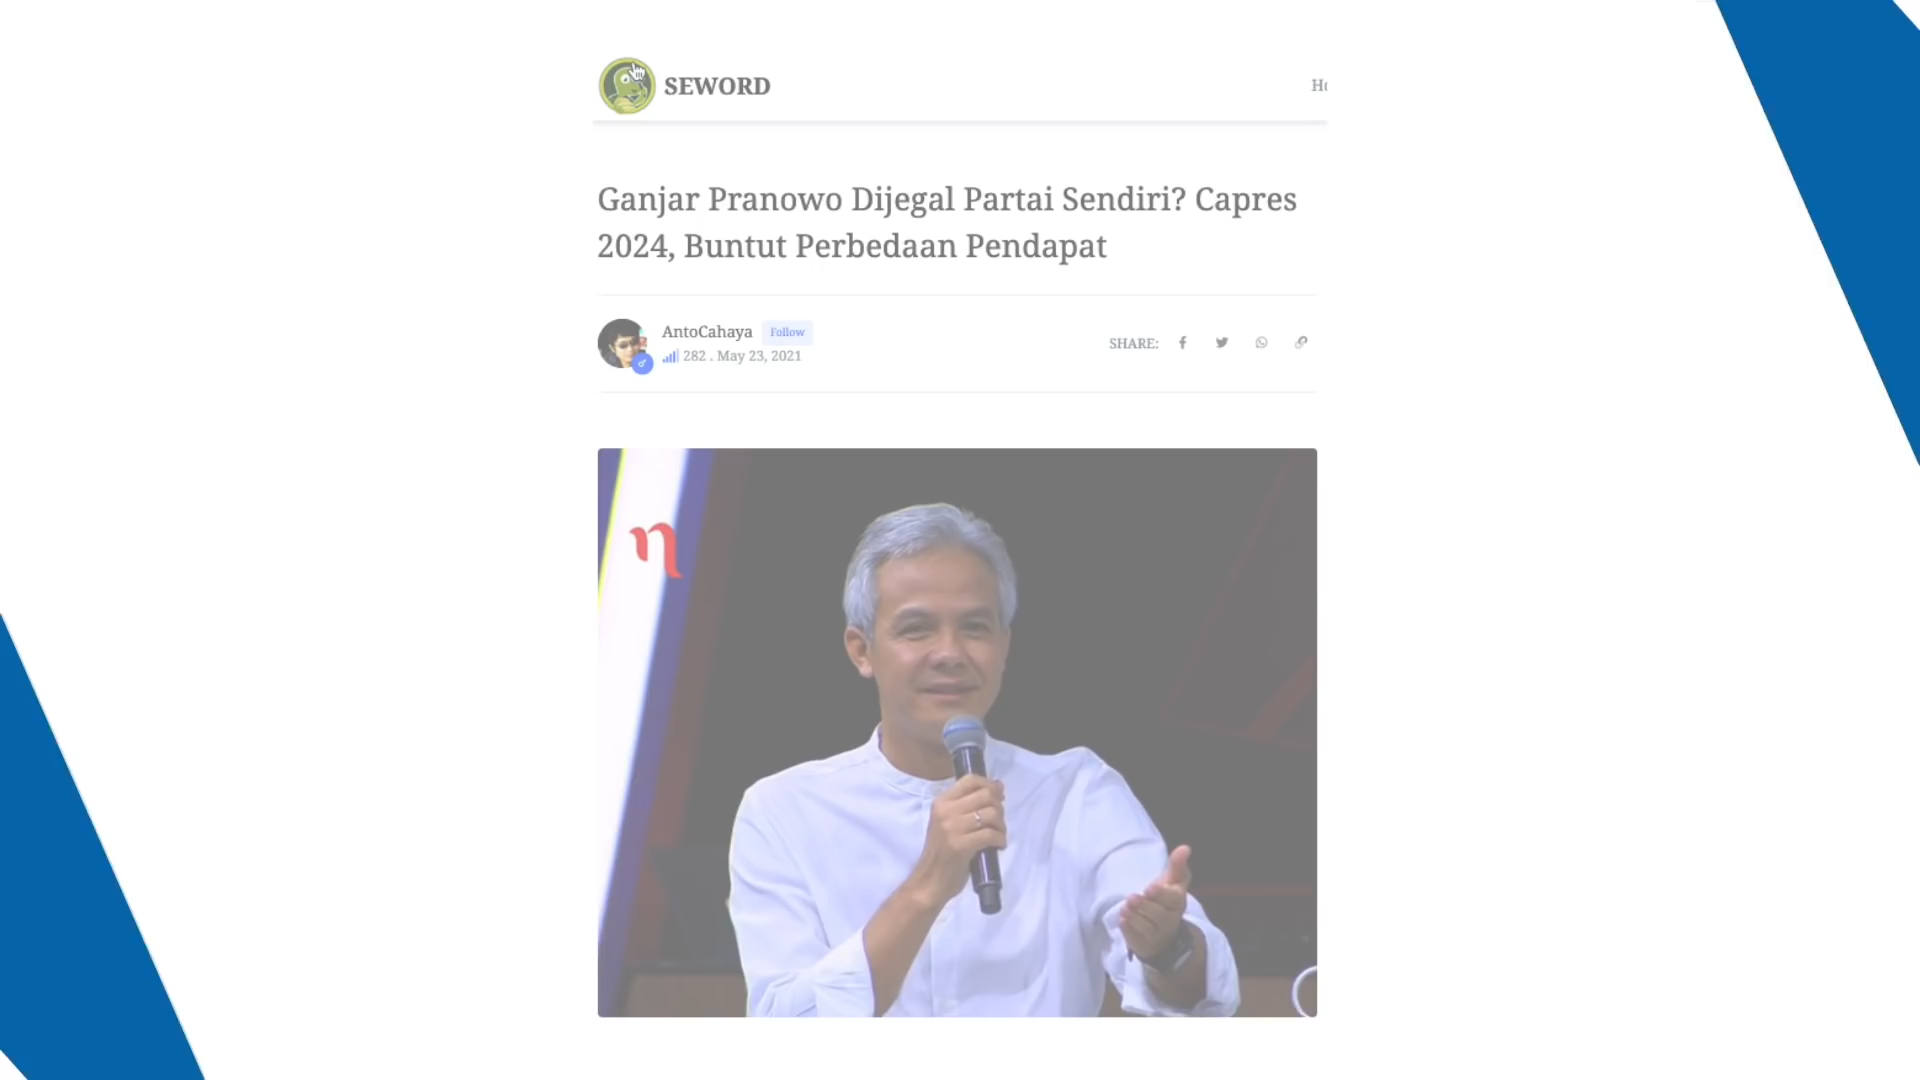 SEWORD
Ganjar Pranowo Dijegal Partai Sendiri? Capres
2024, Buntut Perbedaan Pendapat
AntoCahaya Follow
282 . May 23, 2021
SHARE: